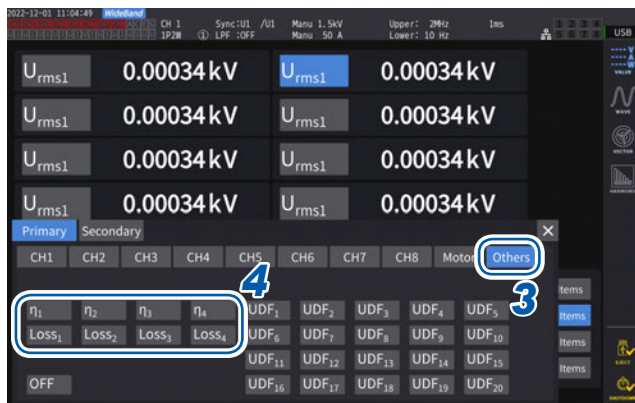 2022-12-01 11:04:49 WideBand
CH 1 Sync:U1 /U1 Manu 1.5kV Upper: 2MHz 1ms
1P2W ① LPF :OFF Manu 50 A Lower: 10 Hz
USB
Urms1 0.00034 kV Urms1 0.00034 kV
VALUE
Urms1 0.00034 kV Urms1 0.00034 kV
WAVE
Urms1 0.00034 kV Urms1 0.00034 kV
VECTOR
Urms1 0.00034 kV Urms1 0.00034 kV
Primary Secondary ×
CH1 CH2 CH3 CH4 CH5 CH6 CH7 CH8 Motor Others
4 3
Items
η1 η2 η3 η4 UDF1 UDF2 UDF3 UDF4 UDF5
Items
Loss1 Loss2 Loss3 Loss4 UDF6 UDF7 UDF8 UDF9 UDF10
Items
UDF11 UDF12 UDF13 UDF14 UDF15
EJECT
Items
OFF UDF16 UDF17 UDF18 UDF19 UDF20
SHUTDOWN